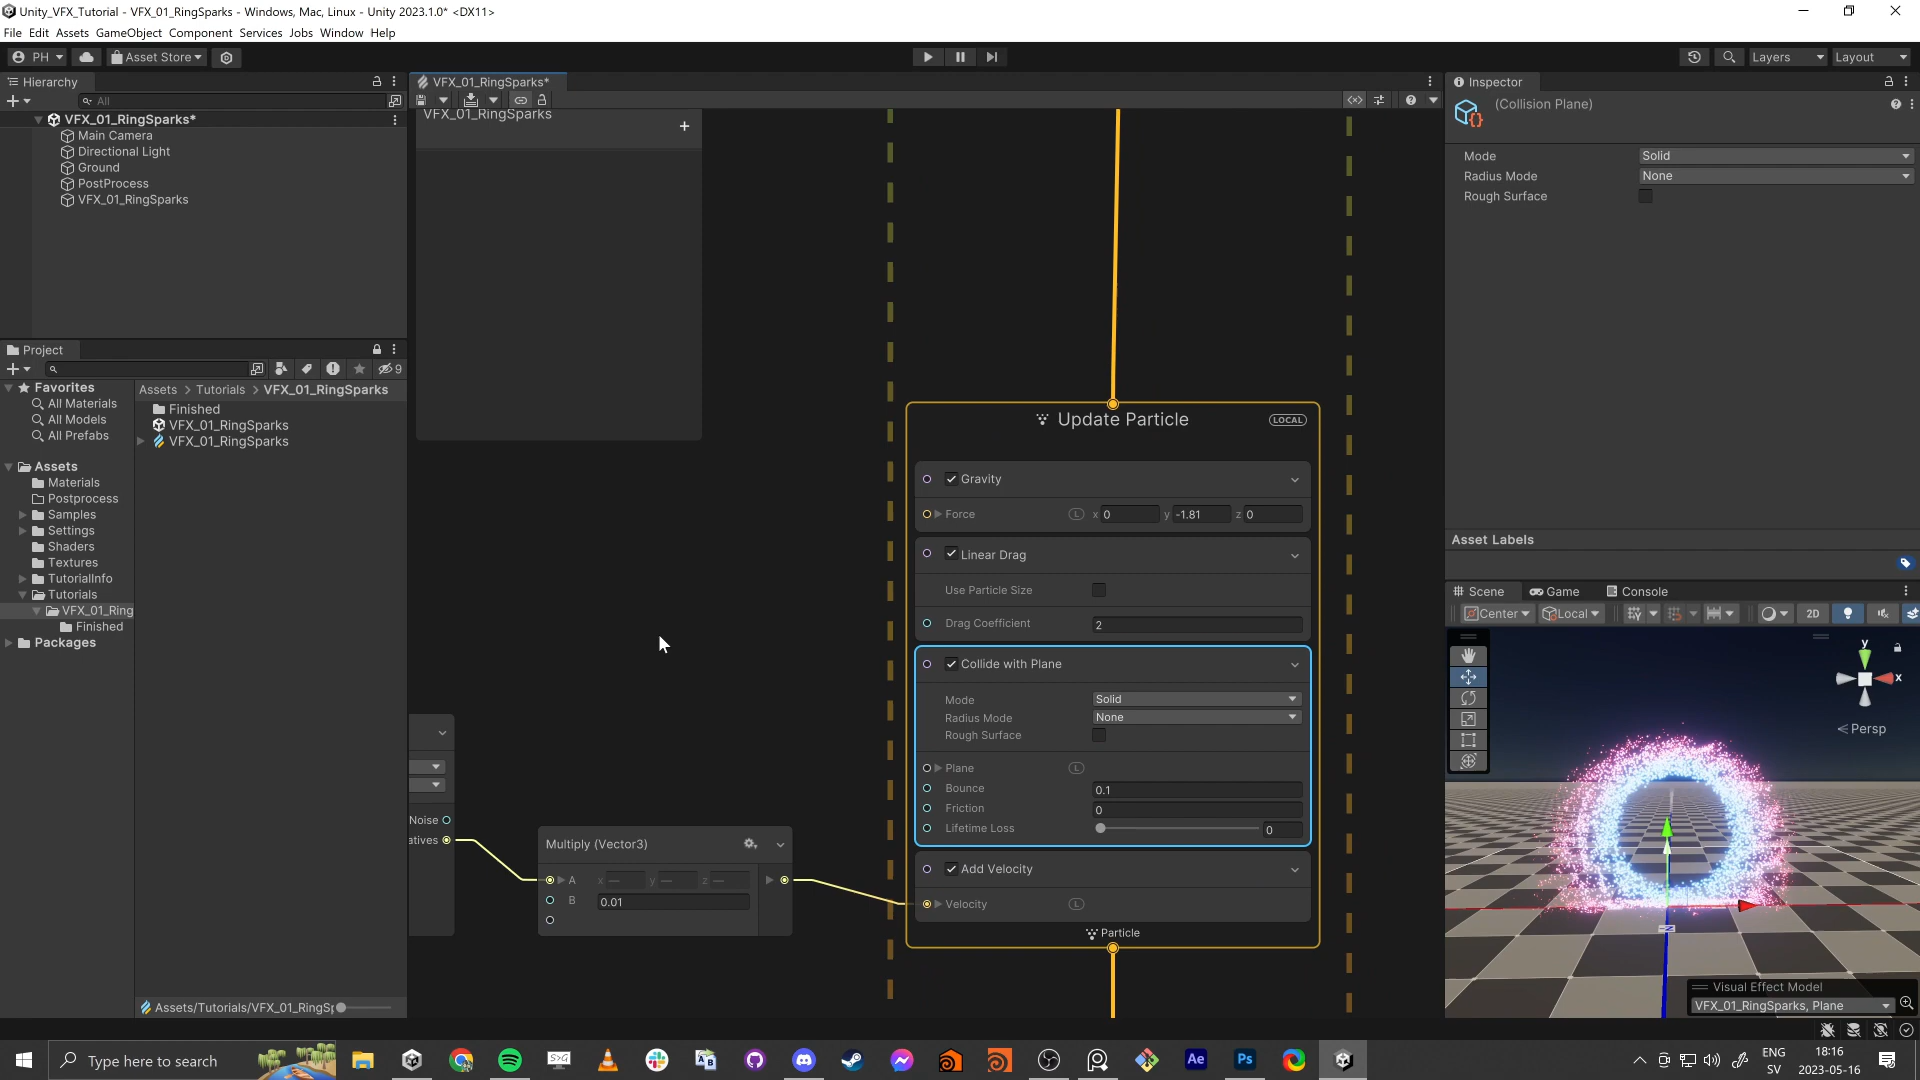 Unity_VFX_Tutorial - VFX_01_RingSparks - Windows, Mac, Linux - Unity 2023.1.0* <DX11>
File Edit Assets GameObject Component Services Jobs Window Help
PH Asset Store Layers Layout
Hierarchy
All
VFX_01_RingSparks*
Main Camera
Directional Light
Ground
PostProcess
VFX_01_RingSparks
Project
9
Favorites
All Materials
All Models
All Prefabs
Assets
Materials
Postprocess
Samples
Settings
Shaders
Textures
TutorialInfo
Tutorials
VFX_01_Ring
Finished
Packages
Assets > Tutorials > VFX_01_RingSparks
Finished
VFX_01_RingSparks
VFX_01_RingSparks
Assets/Tutorials/VFX_01_RingSp
VFX_01_RingSparks*
VFX_01_RingSparks
Noise
atives
Multiply (Vector3)
A x — y — z —
B 0.01
Update Particle LOCAL
Gravity
Force L x 0 y -1.81 z 0
Linear Drag
Use Particle Size
Drag Coefficient 2
Collide with Plane
Mode Solid
Radius Mode None
Rough Surface
Plane L
Bounce 0.1
Friction 0
Lifetime Loss 0
Add Velocity
Velocity L
Particle
Inspector
(Collision Plane)
Mode Solid
Radius Mode None
Rough Surface
Asset Labels
Scene Game Console
Center Local 2D
y
x
Persp
Visual Effect Model
VFX_01_RingSparks, Plane
Type here to search
S>G
A B
Ae
Ps
ENG
SV
18:16
2023-05-16